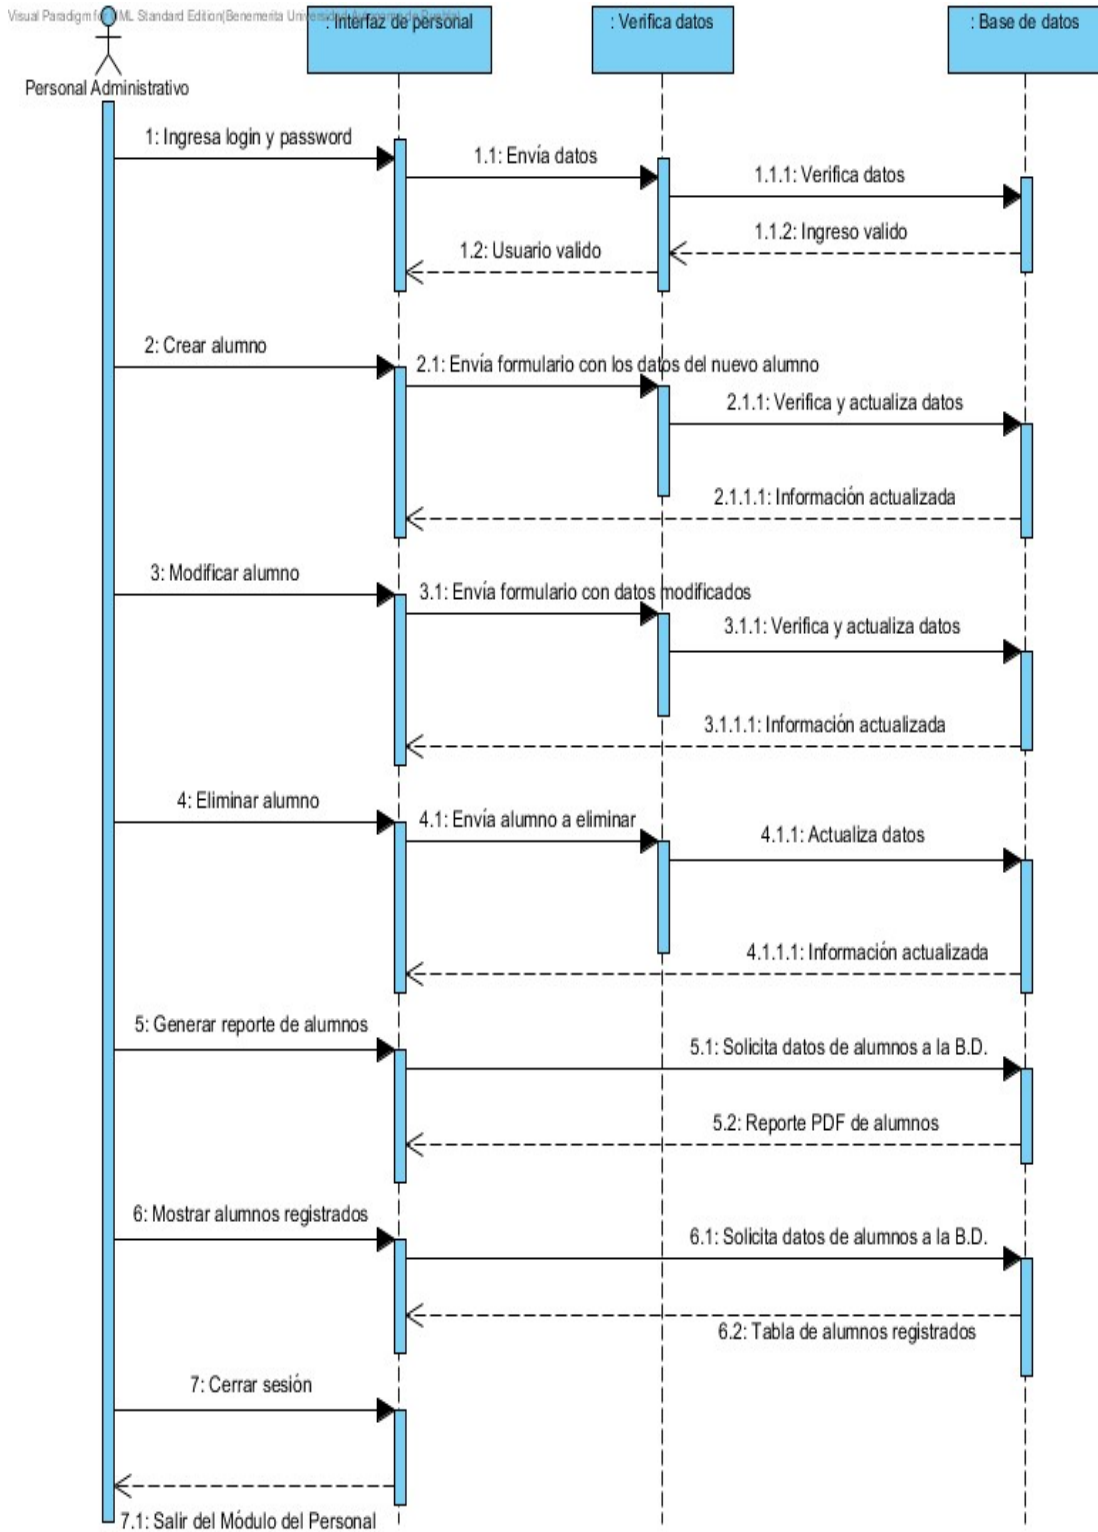 Visual Paradigm for UML Standard Edition(Benemerita Universidad Autonoma de Puebla)
: Interfaz de personal
: Verifica datos
: Base de datos
Personal Administrativo
1: Ingresa login y password
1.1: Envía datos
1.1.1: Verifica datos
1.1.2: Ingreso valido
1.2: Usuario valido
2: Crear alumno
2.1: Envía formulario con los datos del nuevo alumno
2.1.1: Verifica y actualiza datos
2.1.1.1: Información actualizada
3: Modificar alumno
3.1: Envía formulario con datos modificados
3.1.1: Verifica y actualiza datos
3.1.1.1: Información actualizada
4: Eliminar alumno
4.1: Envía alumno a eliminar
4.1.1: Actualiza datos
4.1.1.1: Información actualizada
5: Generar reporte de alumnos
5.1: Solicita datos de alumnos a la B.D.
5.2: Reporte PDF de alumnos
6: Mostrar alumnos registrados
6.1: Solicita datos de alumnos a la B.D.
6.2: Tabla de alumnos registrados
7: Cerrar sesión
7.1: Salir del Módulo del Personal